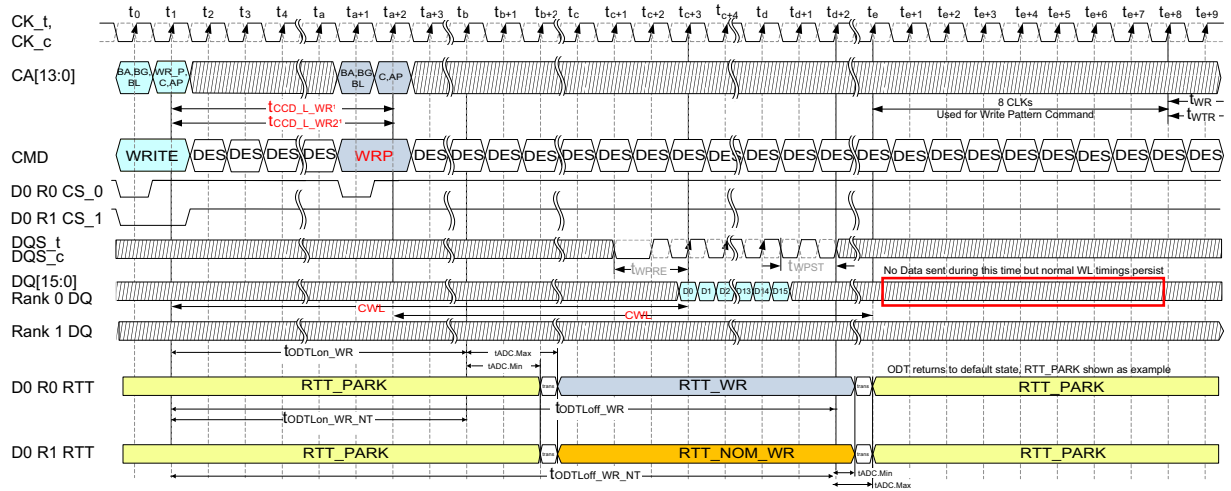 t0 t1 t2 t3 t4 ta ta+1 ta+2 ta+3 tb tb+1 tb+2 tc tc+1 tc+2 tc+3 tc+4 td td+1 td+2 te te+1 te+2 te+3 te+4 te+5 te+6 te+7 te+8 te+9
CK_t,
CK_c
CA[13:0]
BA,BG, BL
WR_P, C,AP
BA,BG, BL
C,AP
tCCD_L_WR1
tCCD_L_WR21
8 CLKs
Used for Write Pattern Command
tWR
tWTR
CMD
WRITE DES DES DES DES WRP DES DES DES DES DES DES DES DES DES DES DES DES DES DES DES DES DES DES DES DES DES DES
D0 R0 CS_0
D0 R1 CS_1
DQS_t
DQS_c
tWPRE
tWPST
DQ[15:0]
Rank 0 DQ
D0 D1 D2 D13 D14 D15
No Data sent during this time but normal WL timings persist
CWL
CWL
Rank 1 DQ
tODTLon_WR
tADC.Max
tADC.Min
ODT returns to default state, RTT_PARK shown as example
D0 R0 RTT
RTT_PARK trans RTT_WR trans RTT_PARK
tODTLoff_WR
tODTLon_WR_NT
D0 R1 RTT
RTT_PARK trans RTT_NOM_WR trans RTT_PARK
tODTLoff_WR_NT
tADC.Min
tADC.Max